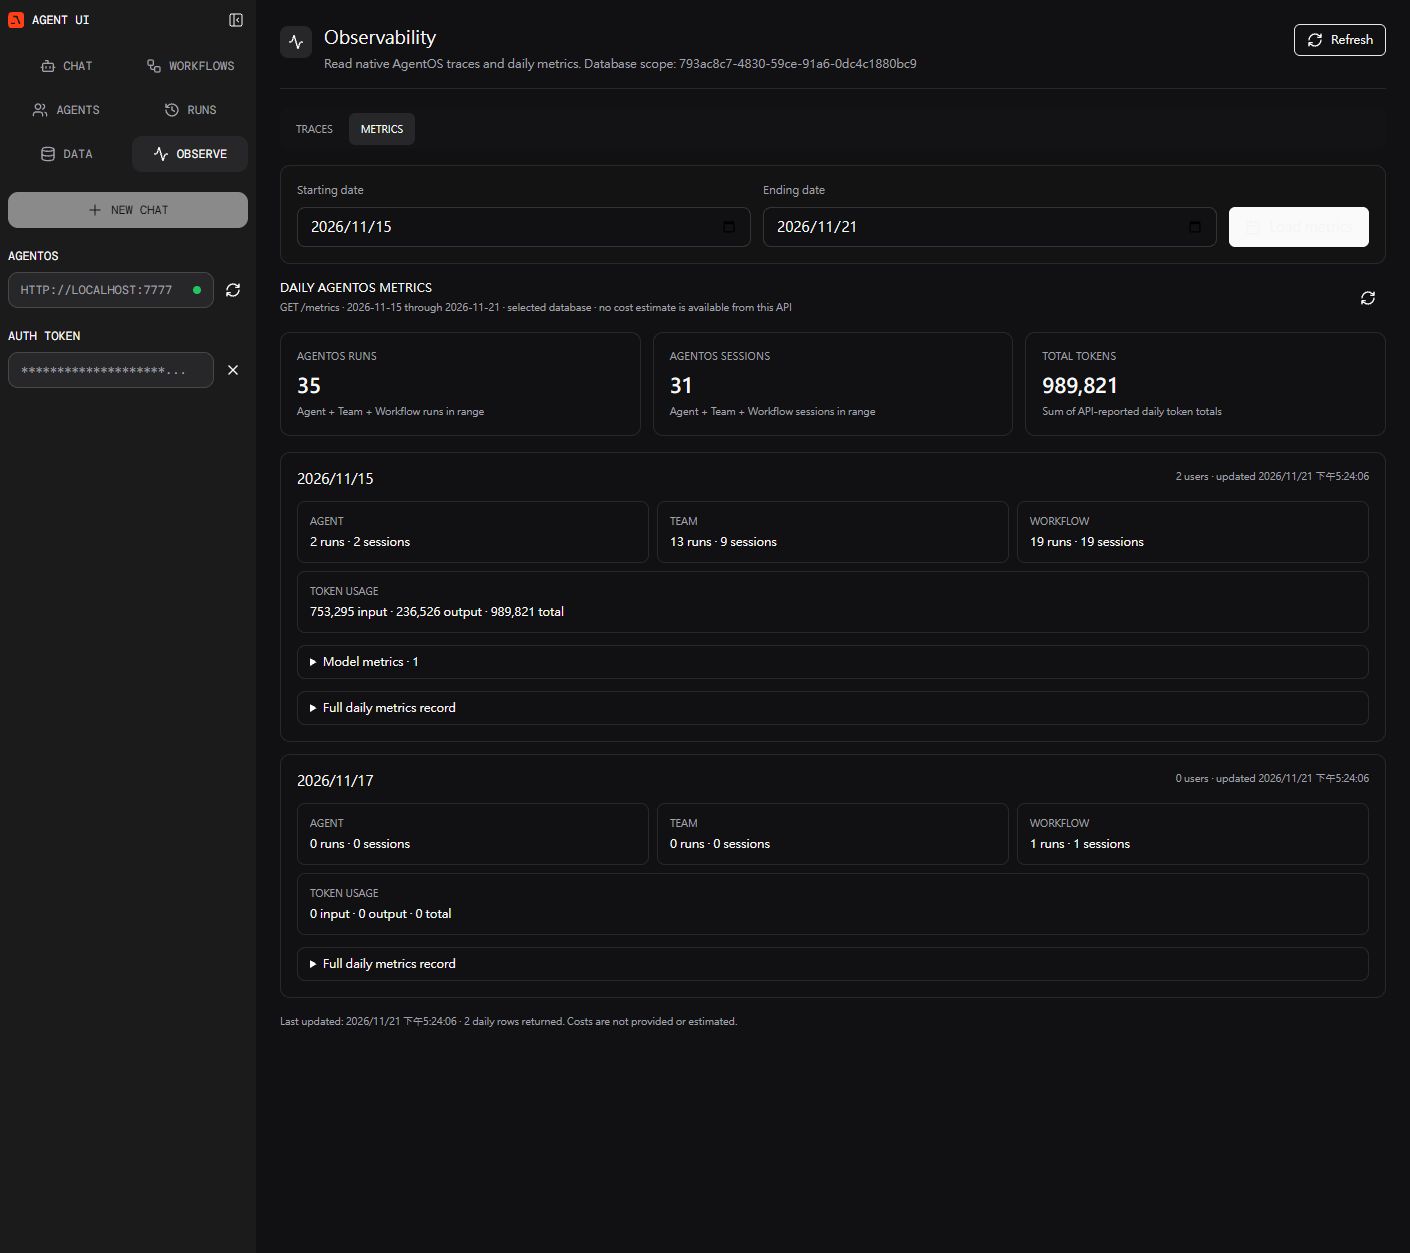 AGENT UI
CHAT
WORKFLOWS
AGENTS
RUNS
DATA
OBSERVE
NEW CHAT
AGENTOS
HTTP://LOCALHOST:7777
AUTH TOKEN
********************...
Observability
Read native AgentOS traces and daily metrics. Database scope: 793ac8c7-4830-59ce-91a6-0dc4c1880bc9
Refresh
TRACES
METRICS
Starting date
2026/11/15
Ending date
2026/11/21
Load metrics
DAILY AGENTOS METRICS
GET /metrics · 2026-11-15 through 2026-11-21 · selected database · no cost estimate is available from this API
AGENTOS RUNS
35
Agent + Team + Workflow runs in range
AGENTOS SESSIONS
31
Agent + Team + Workflow sessions in range
TOTAL TOKENS
989,821
Sum of API-reported daily token totals
2026/11/15
2 users · updated 2026/11/21 下午5:24:06
AGENT
2 runs · 2 sessions
TEAM
13 runs · 9 sessions
WORKFLOW
19 runs · 19 sessions
TOKEN USAGE
753,295 input · 236,526 output · 989,821 total
Model metrics · 1
Full daily metrics record
2026/11/17
0 users · updated 2026/11/21 下午5:24:06
AGENT
0 runs · 0 sessions
TEAM
0 runs · 0 sessions
WORKFLOW
1 runs · 1 sessions
TOKEN USAGE
0 input · 0 output · 0 total
Full daily metrics record
Last updated: 2026/11/21 下午5:24:06 · 2 daily rows returned. Costs are not provided or estimated.